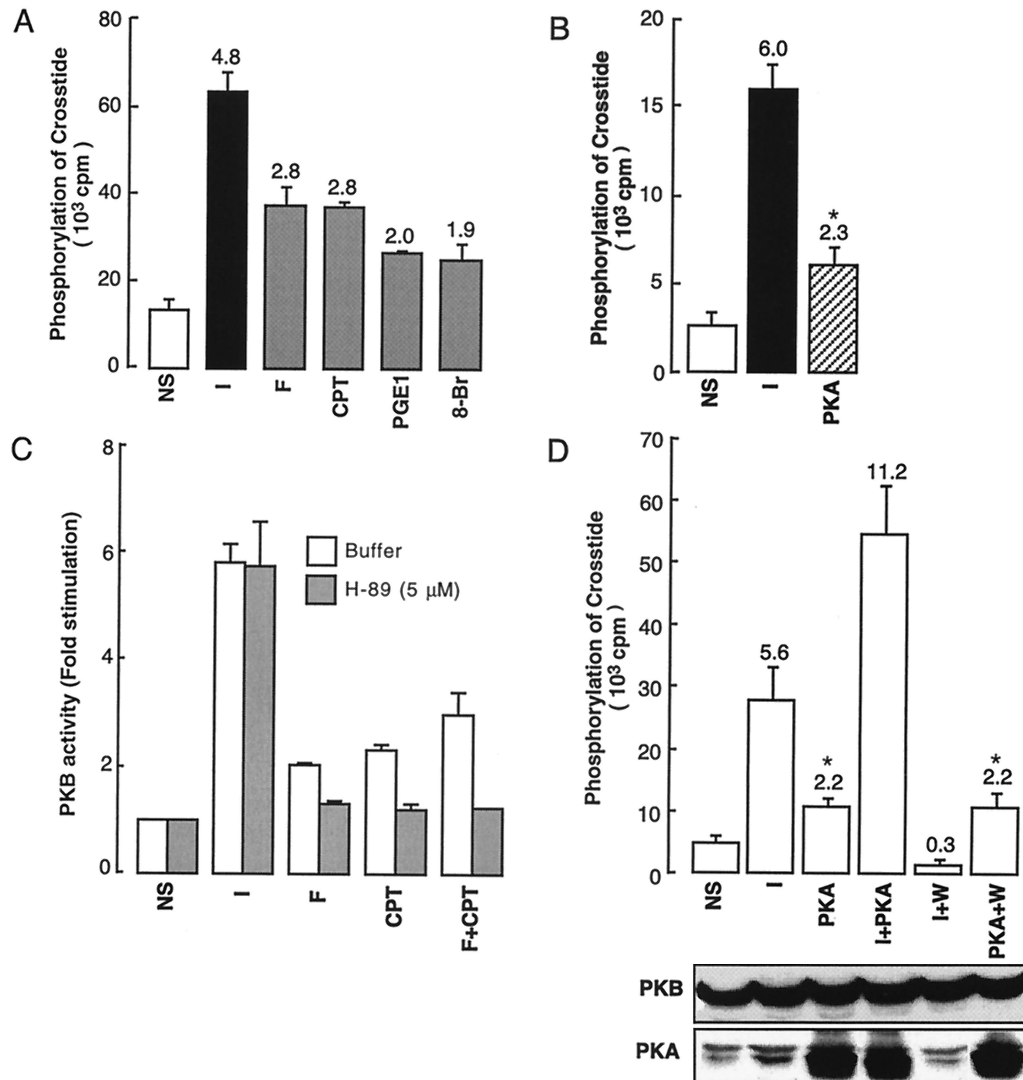 A
Phosphorylation of Crosstide
( 10³ cpm )
80
60
40
20
0
4.8
2.8
2.8
2.0
1.9
NS
I
F
CPT
PGE1
8-Br
B
Phosphorylation of Crosstide
( 10³ cpm )
20
15
10
5
0
6.0
*
2.3
NS
I
PKA
C
PKB activity (Fold stimulation)
8
6
4
2
0
Buffer
H-89 (5 µM)
NS
I
F
CPT
F+CPT
D
Phosphorylation of Crosstide
( 10³ cpm )
70
60
50
40
30
20
10
0
5.6
*
2.2
11.2
0.3
*
2.2
NS
I
PKA
I+PKA
I+W
PKA+W
PKB
PKA